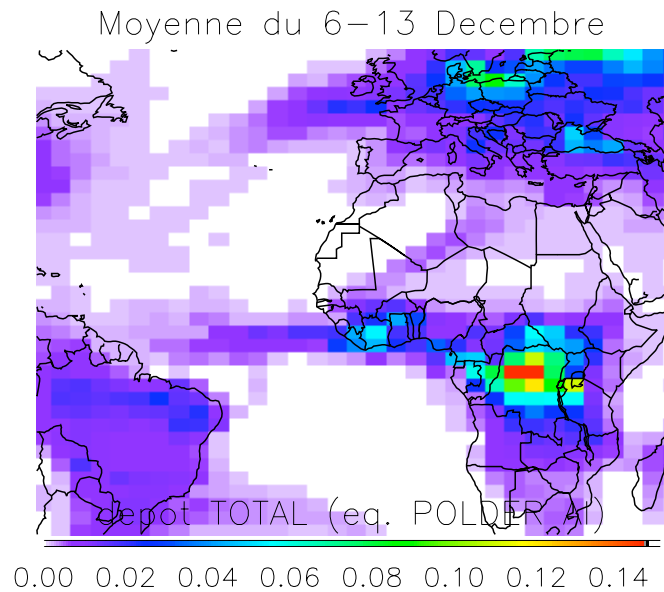 Moyenne du 6-13 Decembre
depot TOTAL (eq. POLDER AI)
0.00 0.02 0.04 0.06 0.08 0.10 0.12 0.14